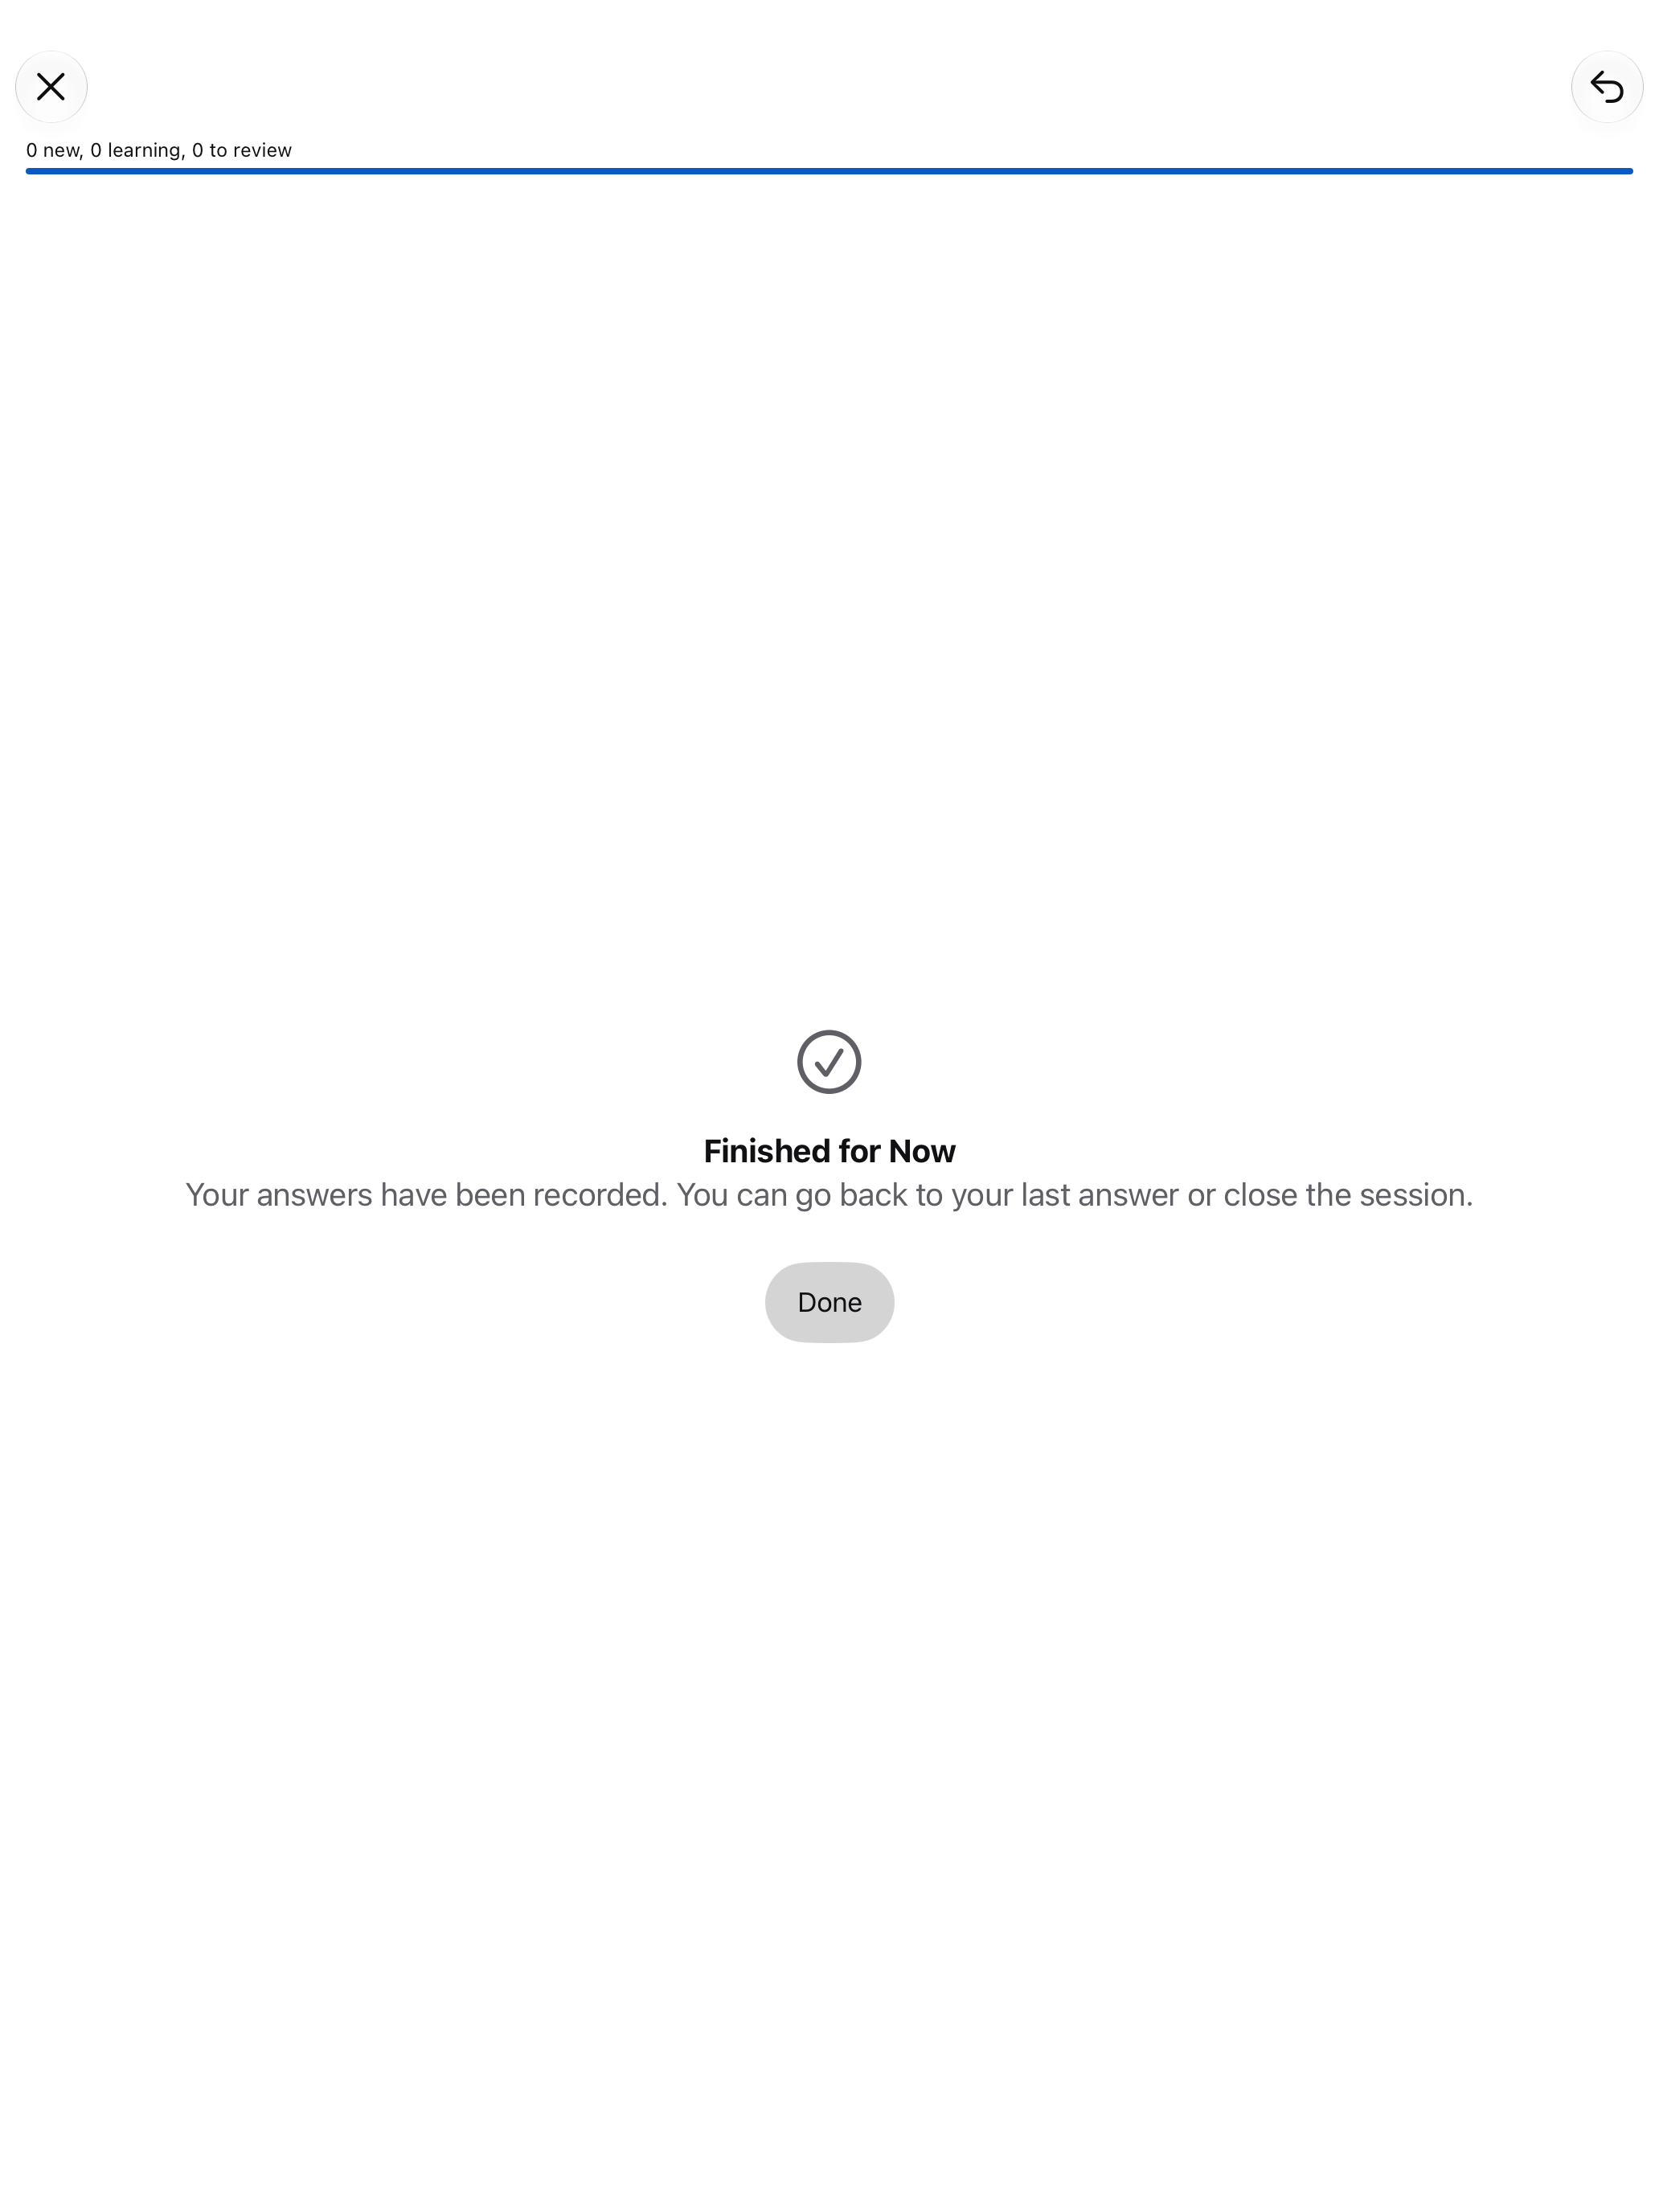 0 new, 0 learning, 0 to review
Finished for Now
Your answers have been recorded. You can go back to your last answer or close the session.
Done